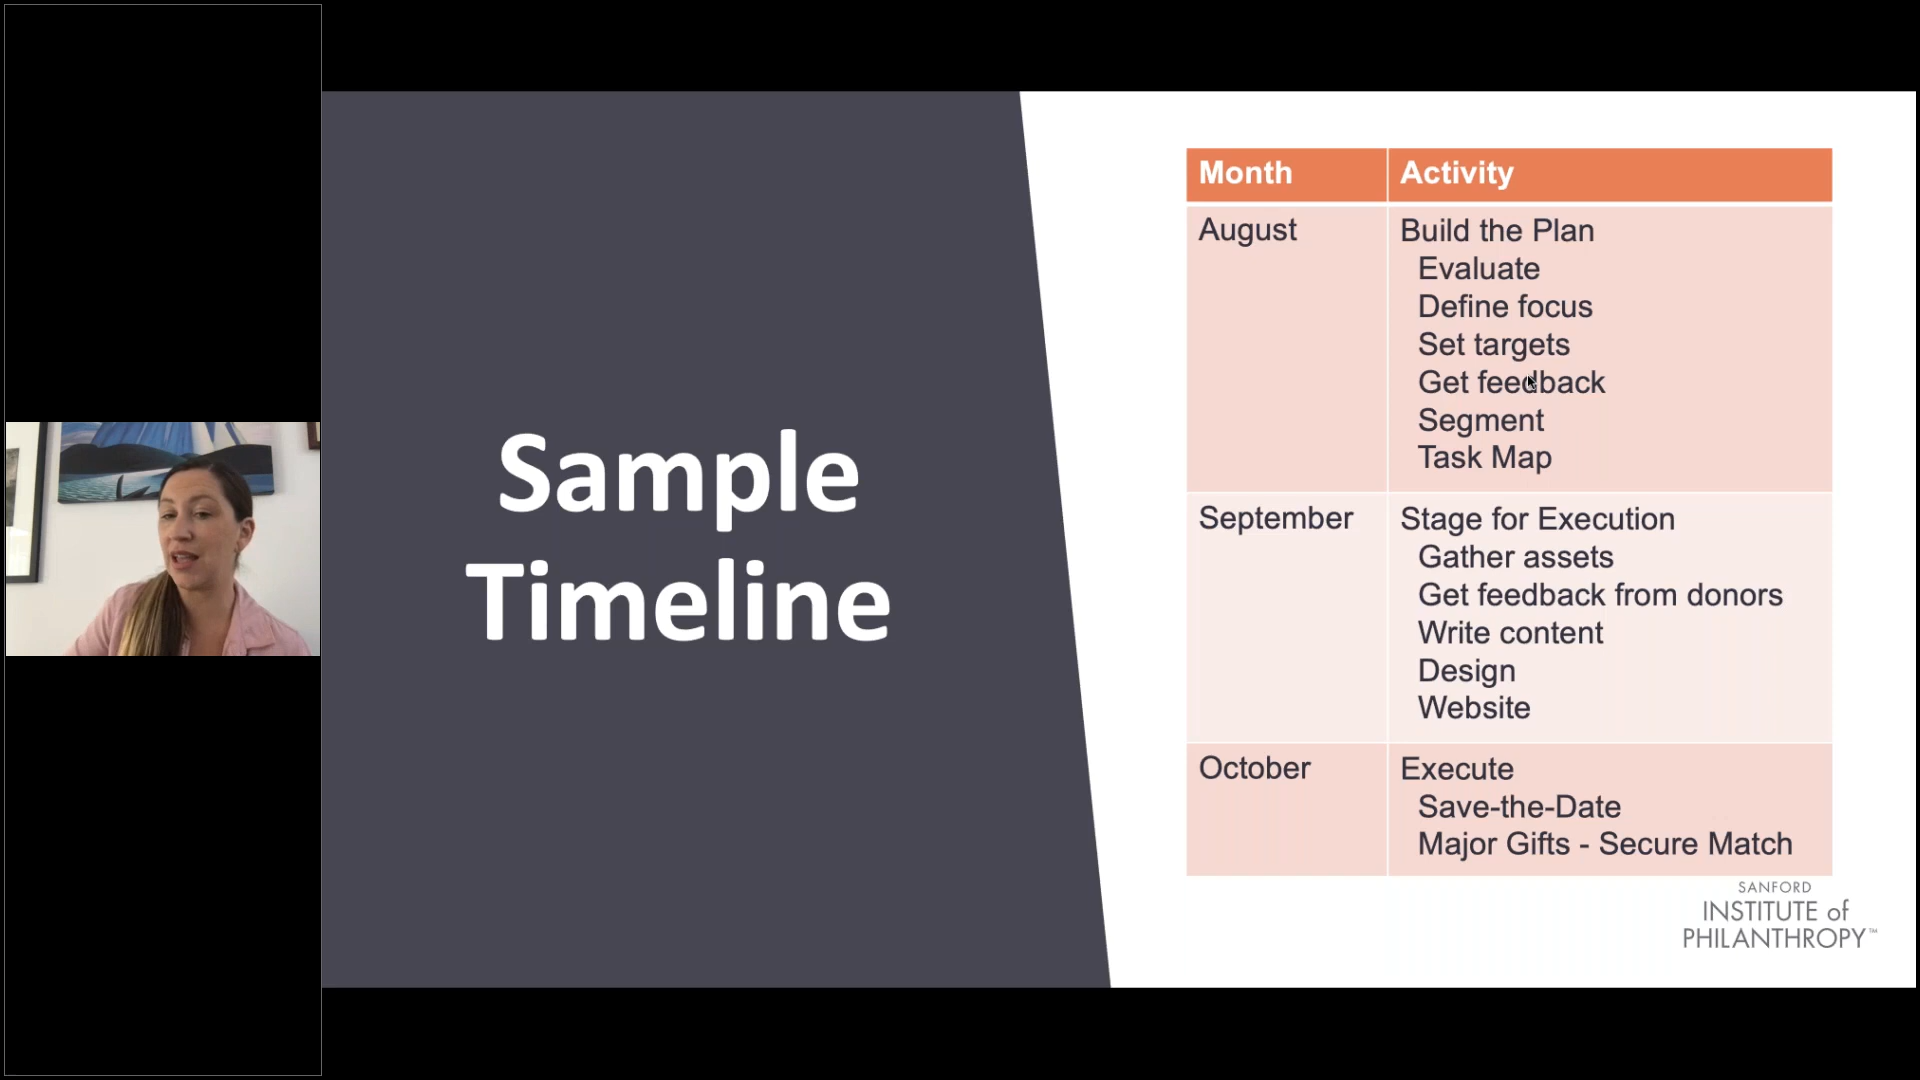 Sample
Timeline
Month Activity
August Build the Plan
Evaluate
Define focus
Set targets
Get feedback
Segment
Task Map
September Stage for Execution
Gather assets
Get feedback from donors
Write content
Design
Website
October Execute
Save-the-Date
Major Gifts - Secure Match
SANFORD
INSTITUTE of
PHILANTHROPY™